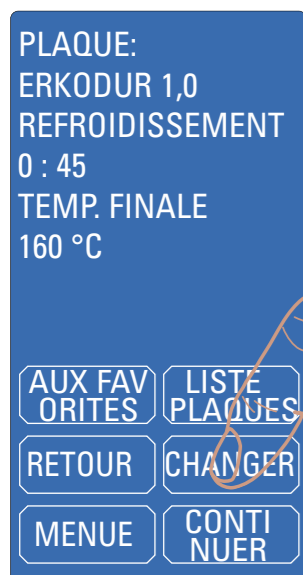 PLAQUE:
ERKODUR 1,0
REFROIDISSEMENT
0 : 45
TEMP. FINALE
160 °C
AUX FAV
ORITES
LISTE
PLAQUES
RETOUR
CHANGER
MENUE
CONTI
NUER